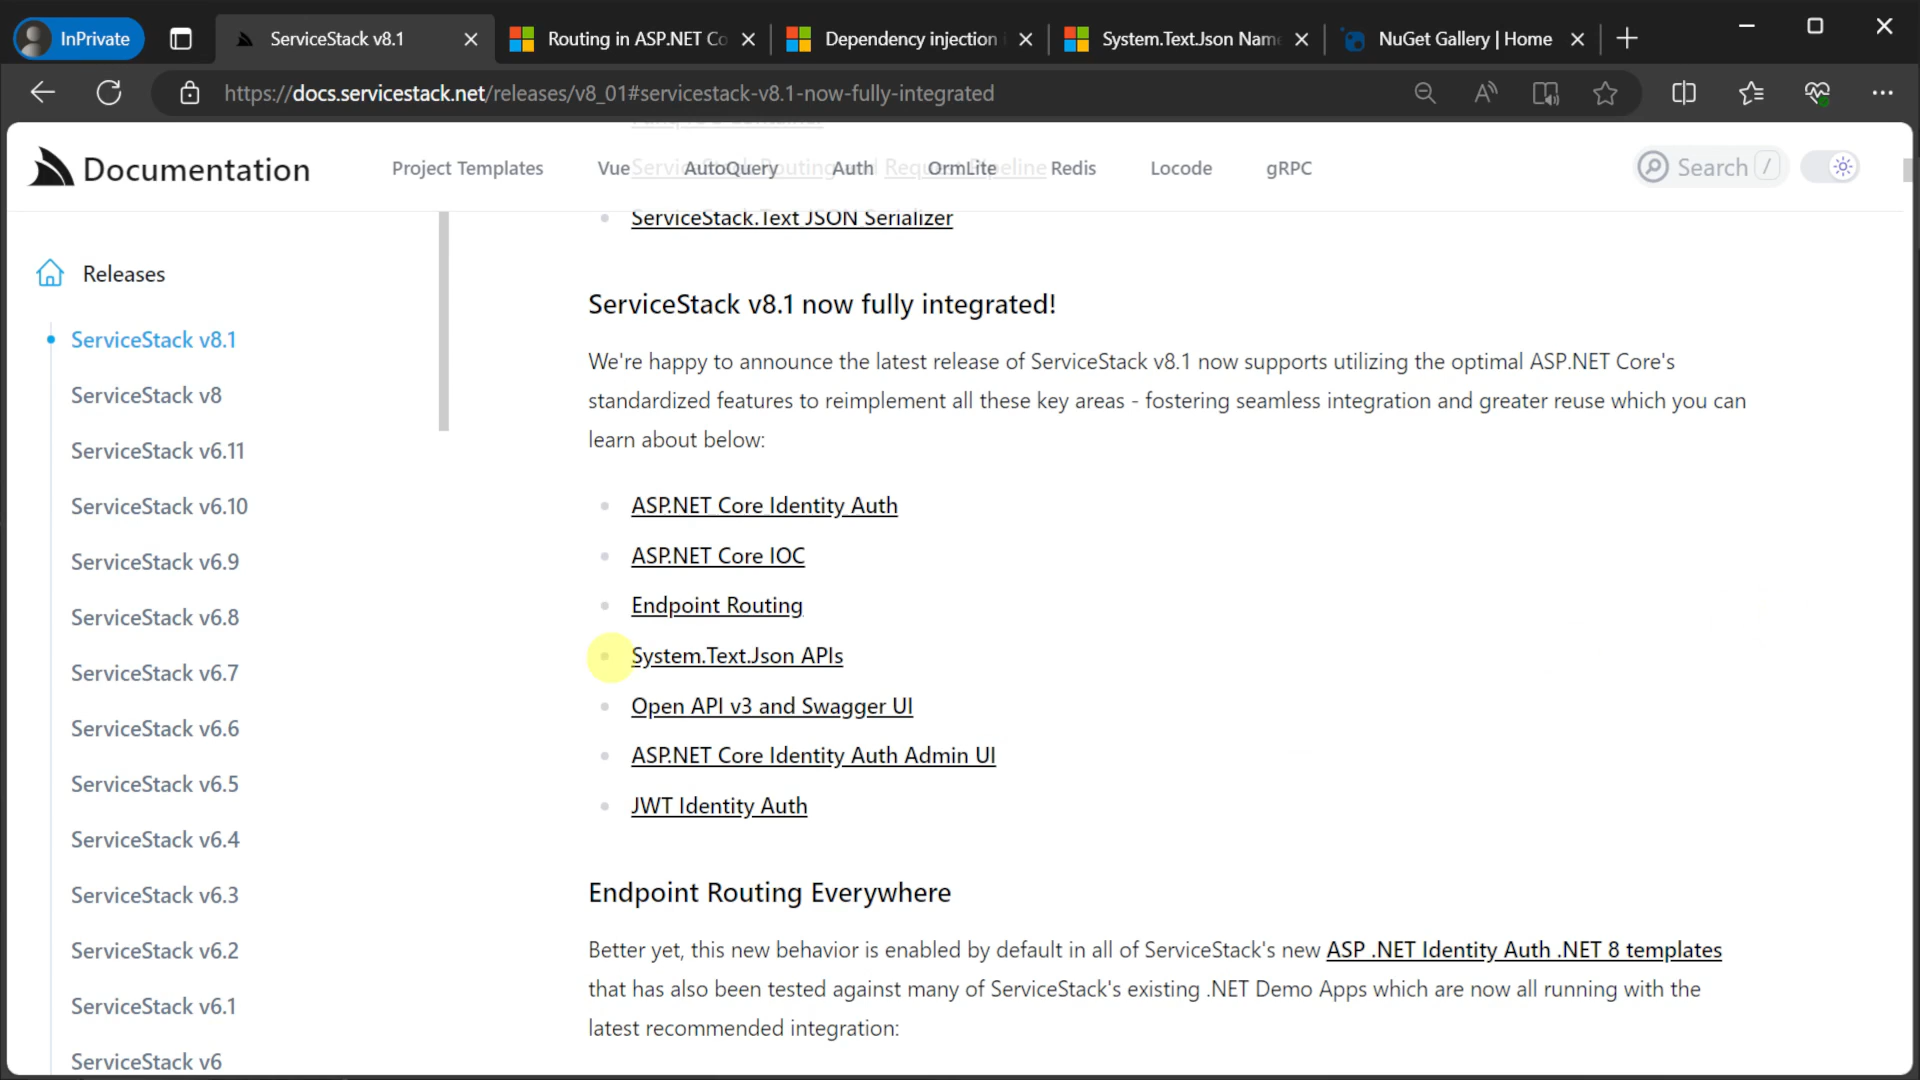 InPrivate
ServiceStack v8.1
Routing in ASP.NET Co
Dependency injection
System.Text.Json Name
NuGet Gallery | Home
https://docs.servicestack.net/releases/v8_01#servicestack-v8.1-now-fully-integrated
Documentation
Project Templates
Vue
AutoQuery
Auth
OrmLite
Redis
Locode
gRPC
Search /
ServiceStack.Text JSON Serializer
Releases
ServiceStack v8.1
ServiceStack v8
ServiceStack v6.11
ServiceStack v6.10
ServiceStack v6.9
ServiceStack v6.8
ServiceStack v6.7
ServiceStack v6.6
ServiceStack v6.5
ServiceStack v6.4
ServiceStack v6.3
ServiceStack v6.2
ServiceStack v6.1
ServiceStack v6
ServiceStack v8.1 now fully integrated!
We're happy to announce the latest release of ServiceStack v8.1 now supports utilizing the optimal ASP.NET Core's
standardized features to reimplement all these key areas - fostering seamless integration and greater reuse which you can
learn about below:
ASP.NET Core Identity Auth
ASP.NET Core IOC
Endpoint Routing
System.Text.Json APIs
Open API v3 and Swagger UI
ASP.NET Core Identity Auth Admin UI
JWT Identity Auth
Endpoint Routing Everywhere
Better yet, this new behavior is enabled by default in all of ServiceStack's new ASP .NET Identity Auth .NET 8 templates
that has also been tested against many of ServiceStack's existing .NET Demo Apps which are now all running with the
latest recommended integration: